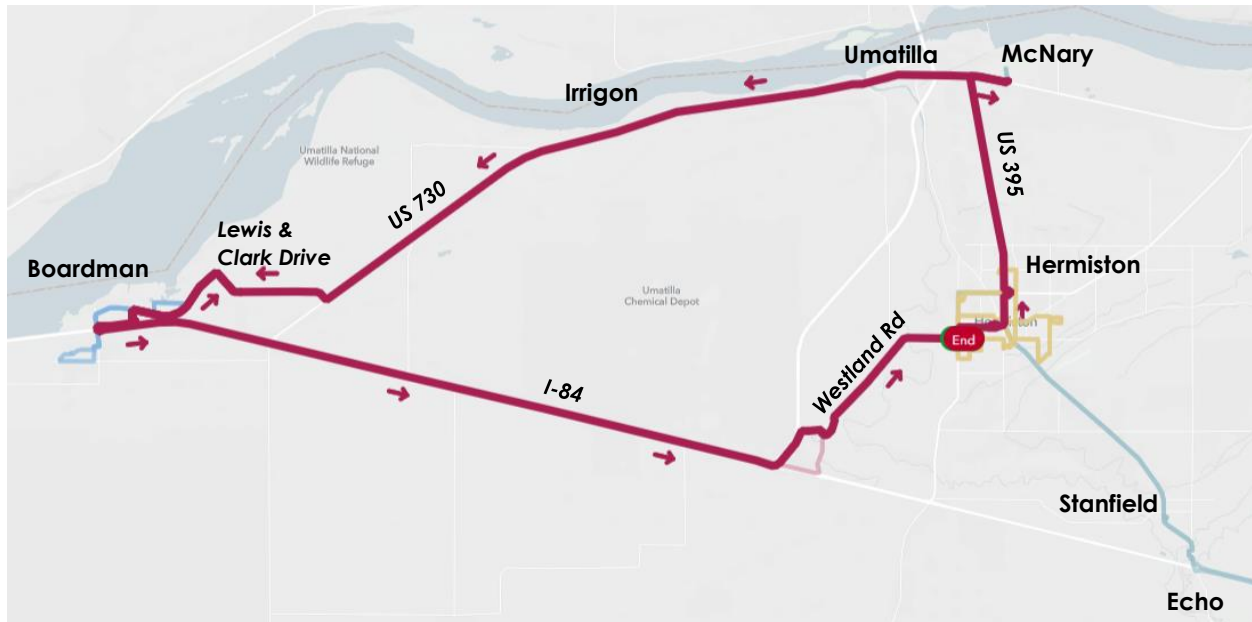 Umatilla
McNary
Irrigon
Umatilla National
Wildlife Refuge
US 395
US 730
Lewis &
Clark Drive
Boardman
Hermiston
Umatilla
Chemical Depot
Westland Rd
End
I-84
Stanfield
Echo